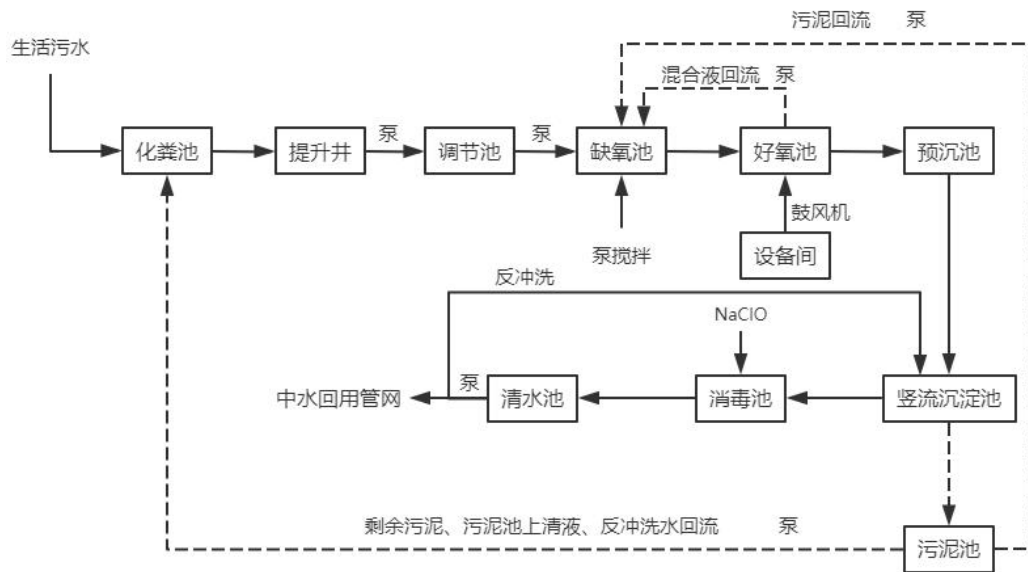 污泥回流 泵
生活污水
混合液回流 泵
化粪池
提升井
泵
调节池
泵
缺氧池
好氧池
预沉池
泵搅拌
鼓风机
设备间
反冲洗
NaClO
中水回用管网
泵
清水池
消毒池
竖流沉淀池
剩余污泥、污泥池上清液、反冲洗水回流 泵
污泥池